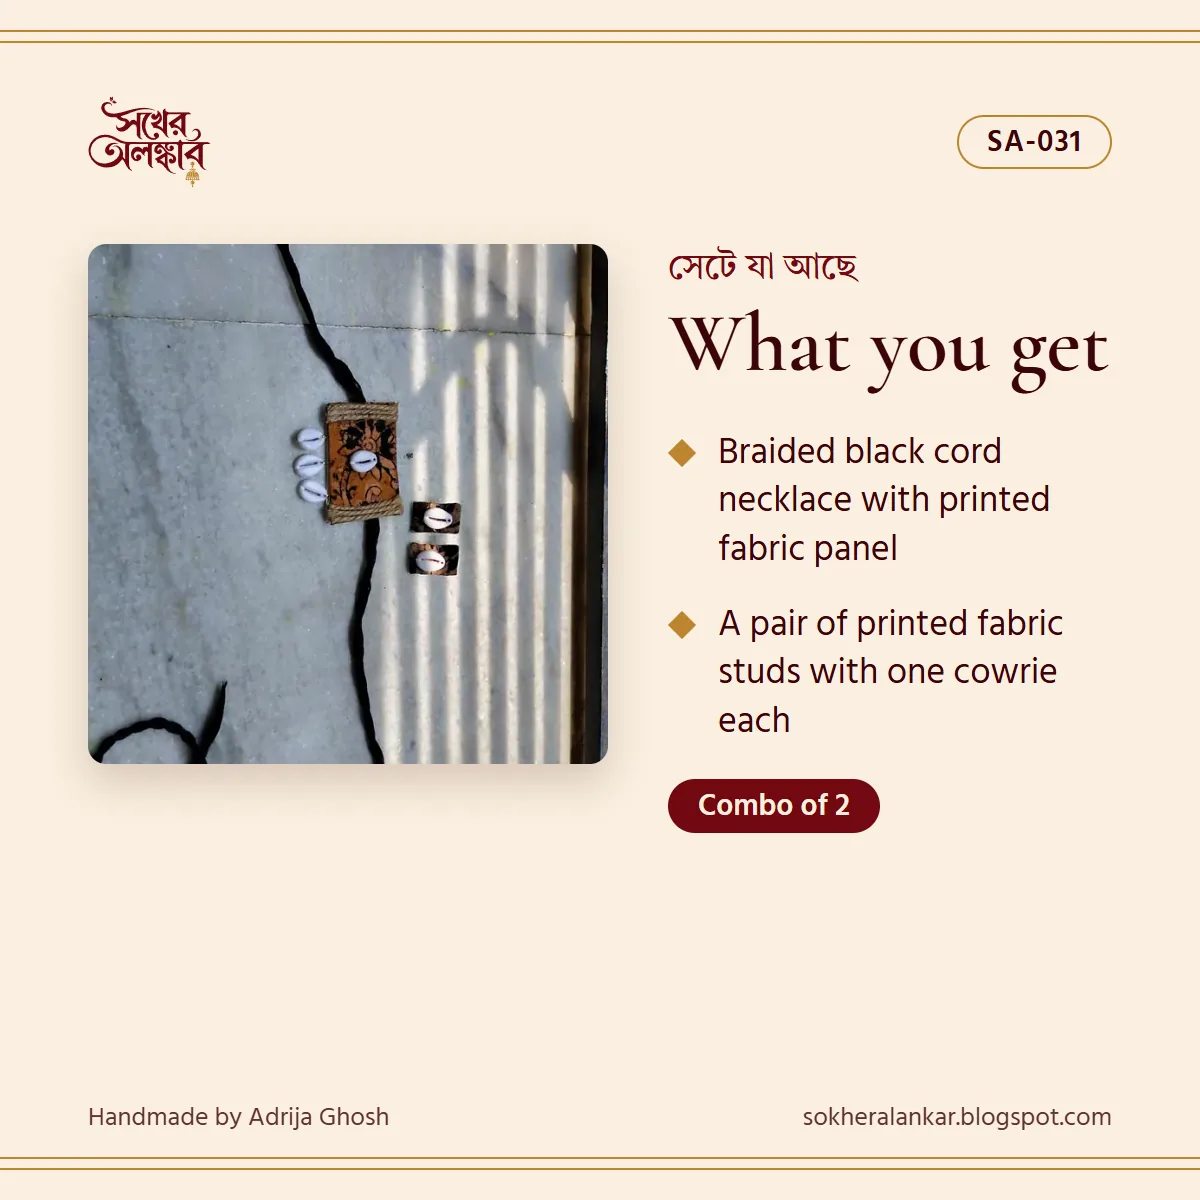 সখের
অলঙ্কার
SA-031
সেটে যা আছে
What you get
Braided black cord
necklace with printed
fabric panel
A pair of printed fabric
studs with one cowrie
each
Combo of 2
Handmade by Adrija Ghosh
sokheralankar.blogspot.com